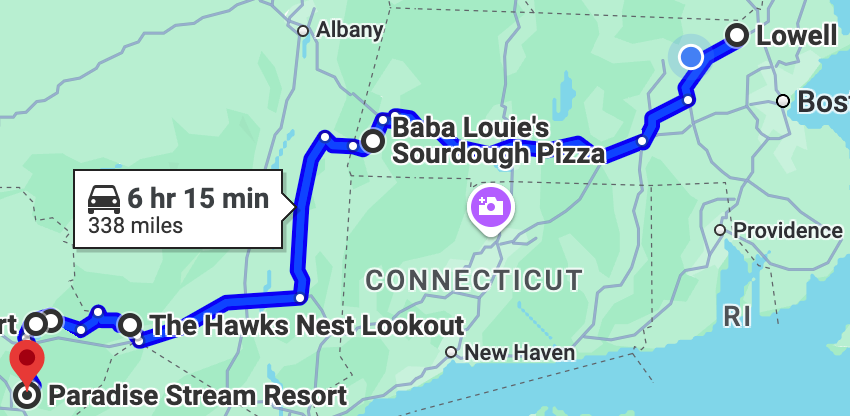 Albany
Lowell
Bos
Baba Louie's
Sourdough Pizza
6 hr 15 min
338 miles
Providence
CONNECTICUT
RI
rt
The Hawks Nest Lookout
New Haven
Paradise Stream Resort